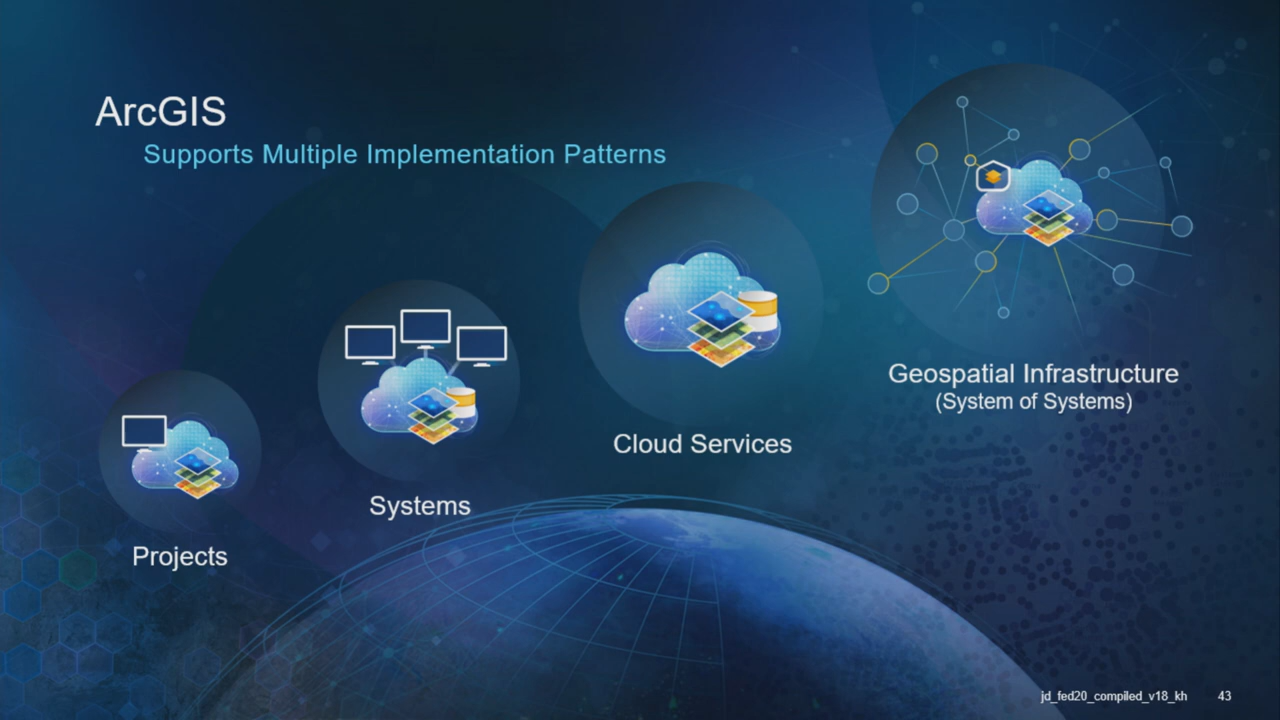 ArcGIS
Supports Multiple Implementation Patterns
Geospatial Infrastructure
(System of Systems)
Cloud Services
Systems
Projects
jd_fed20_compiled_v18_kh 43